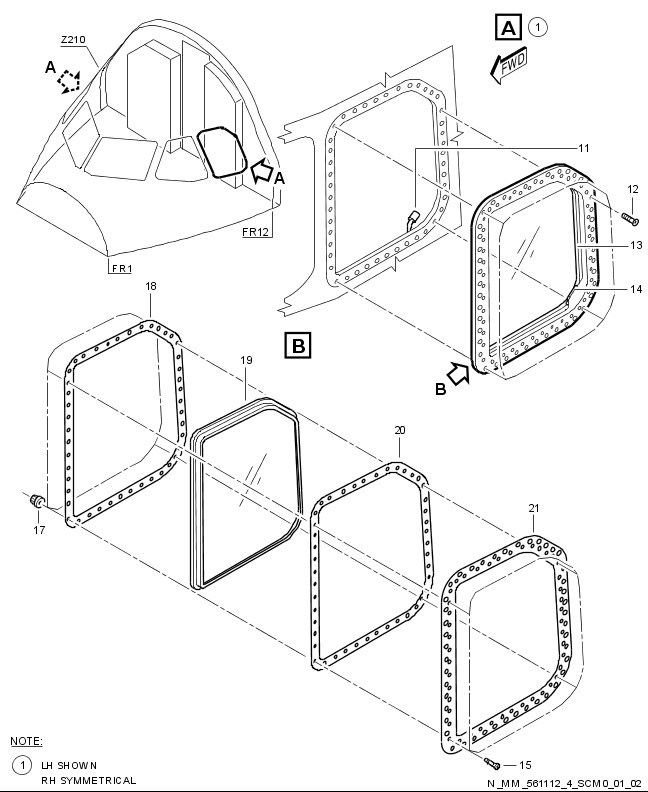 A 1
FWD
Z210
A
A
FR12
FR1
11
12
13
14
B
18
B
19
20
21
17
15
NOTE:
1 LH SHOWN
RH SYMMETRICAL
N_MM_561112_4_SCM0_01_02